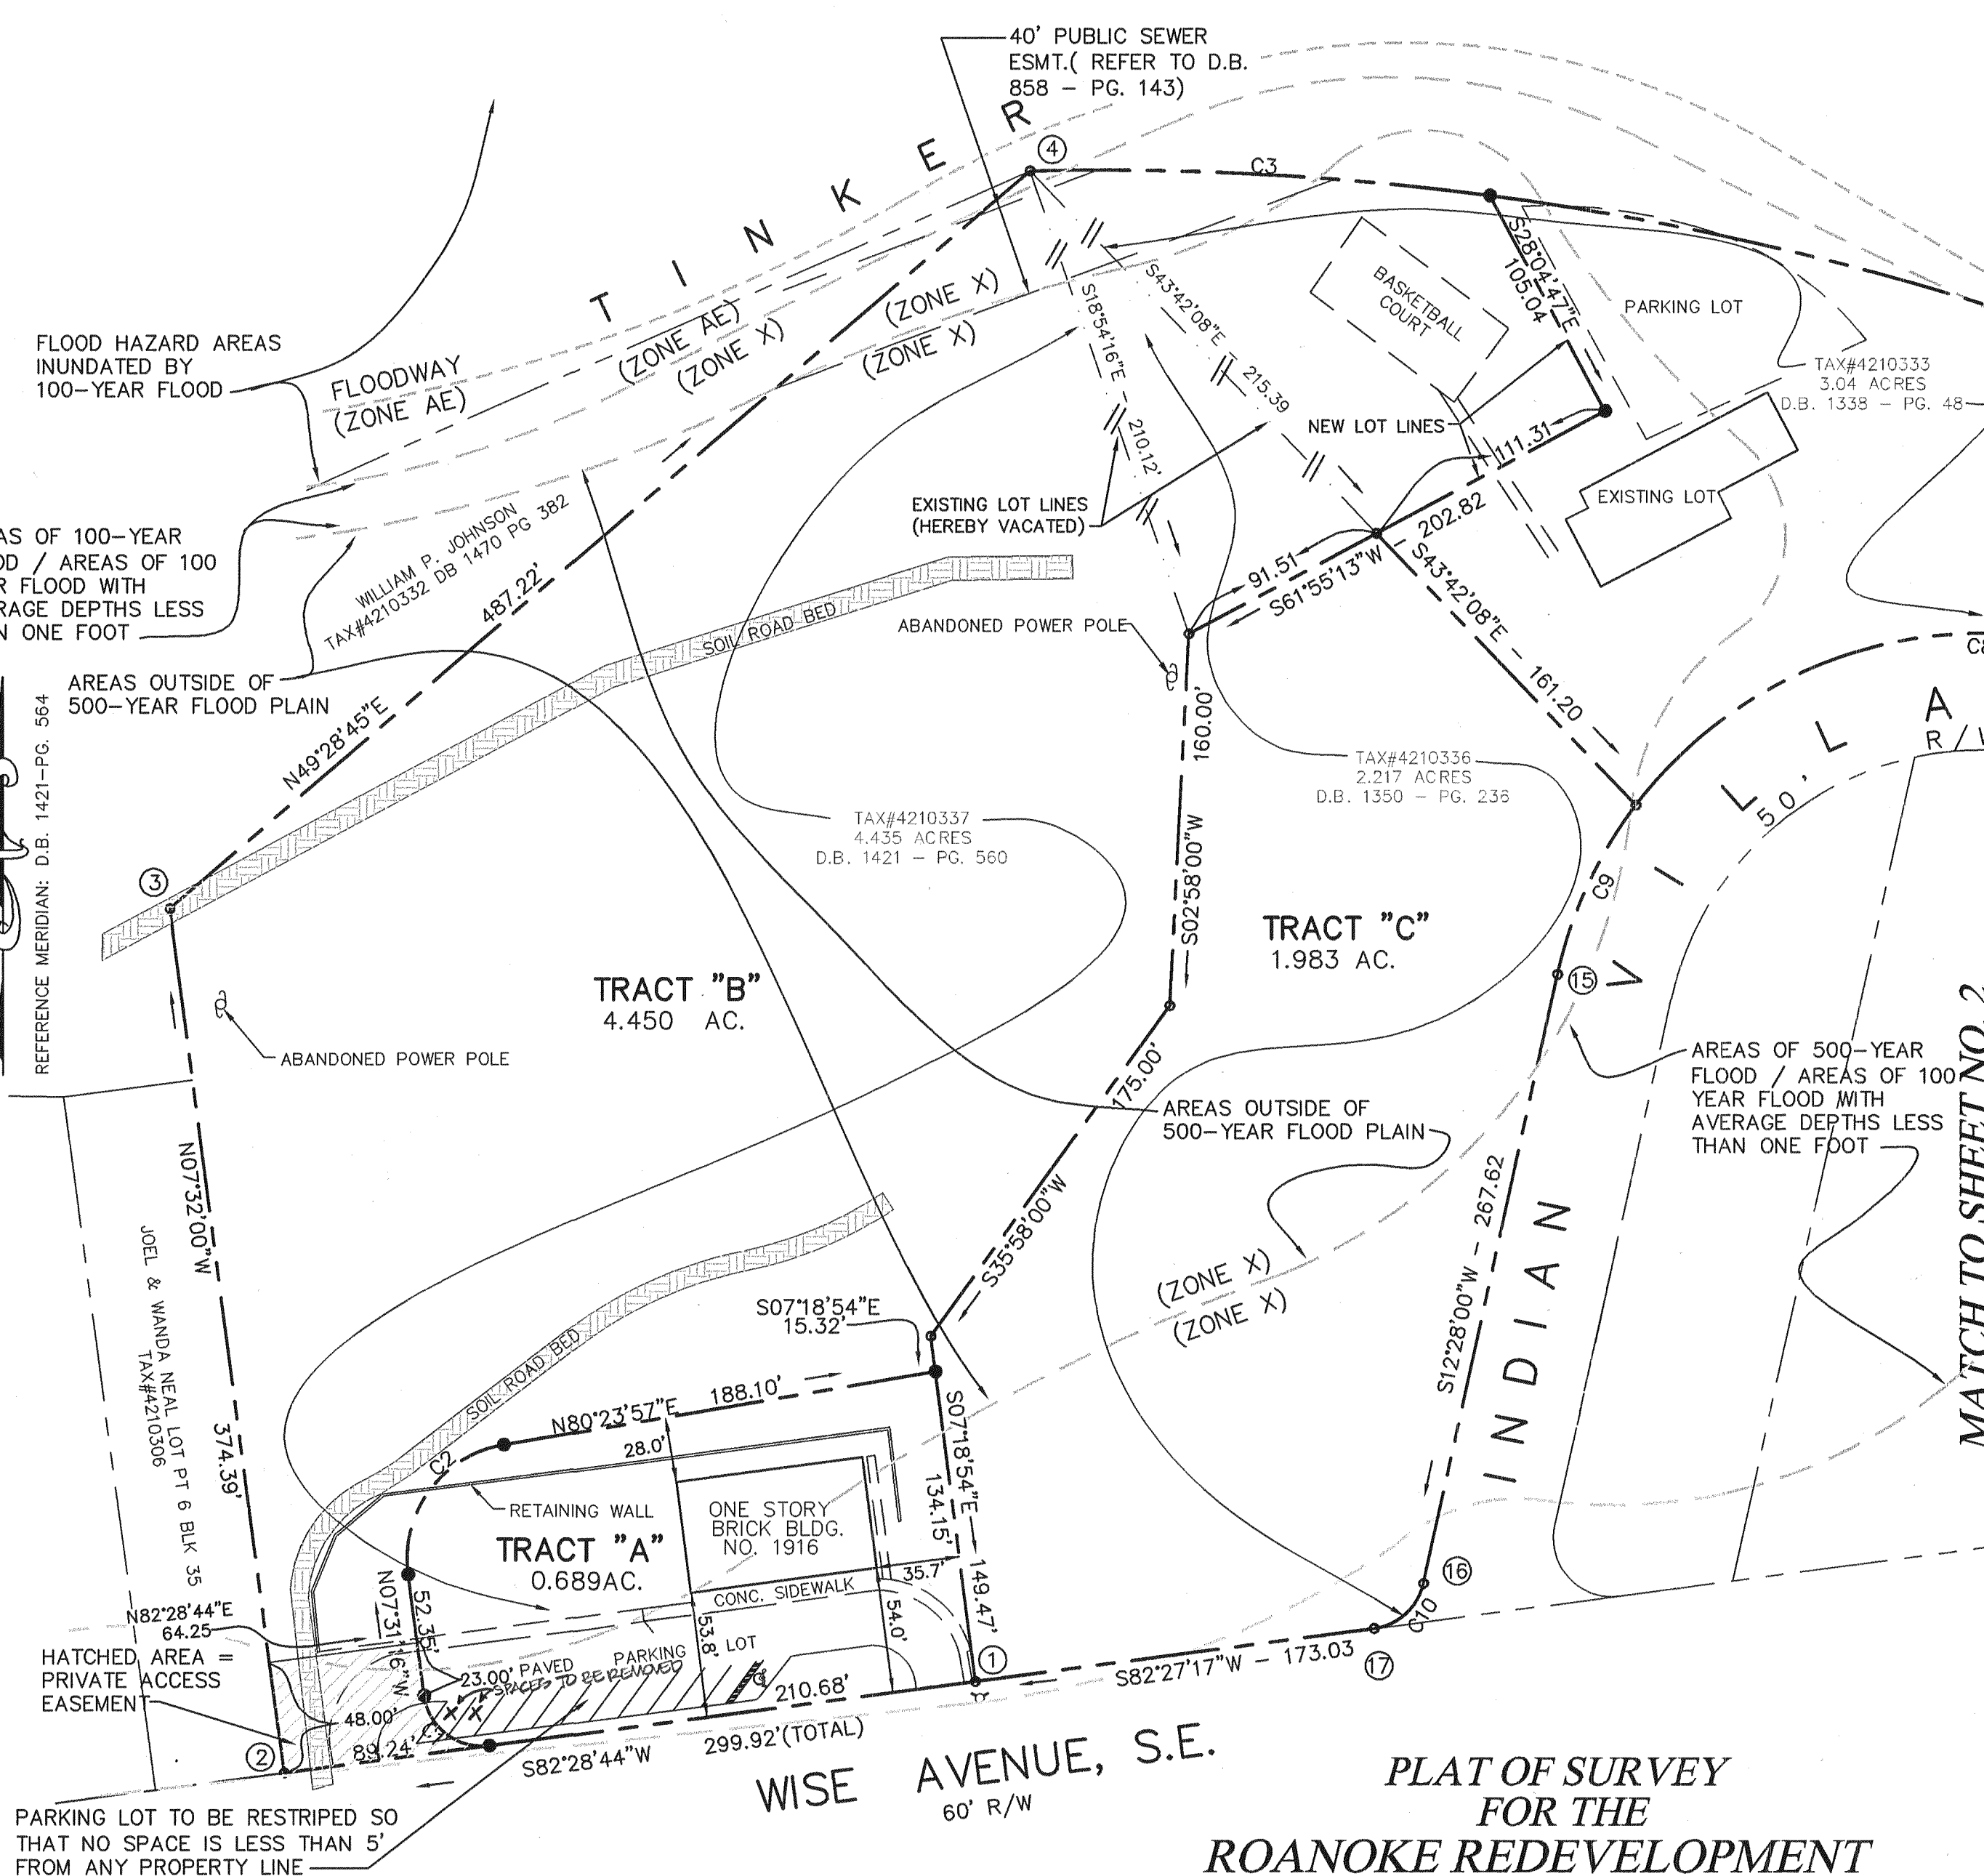 40' PUBLIC SEWER
ESMT.( REFER TO D.B.
858 - PG. 143)
T I N K E R
4
C3
S28°04'47"E
105.04
BASKETBALL
COURT
PARKING LOT
TAX#4210333
3.04 ACRES
D.B. 1338 - PG. 48
FLOOD HAZARD AREAS
INUNDATED BY
100-YEAR FLOOD
FLOODWAY
(ZONE AE)
(ZONE AE)
(ZONE X)
(ZONE X)
(ZONE X)
S18°54'16"E
210.12'
S43°42'08"E
215.39
NEW LOT LINES
111.31
202.82
EXISTING LOT
EXISTING LOT LINES
(HEREBY VACATED)
AS OF 100-YEAR
OD / AREAS OF 100
R FLOOD WITH
RAGE DEPTHS LESS
N ONE FOOT
WILLIAM P. JOHNSON
TAX#4210332 DB 1470 PG 382
487.22'
N49°28'45"E
SOIL ROAD BED
ABANDONED POWER POLE
91.51
S61°55'13"W
S43°42'08"E - 161.20
AREAS OUTSIDE OF
500-YEAR FLOOD PLAIN
REFERENCE MERIDIAN: D.B. 1421-PG. 564
160.00'
S02°58'00"W
TAX#4210336
2.217 ACRES
D.B. 1350 - PG. 236
TAX#4210337
4.435 ACRES
D.B. 1421 - PG. 560
C8
C9
V I L L A
R/W
50'
3
TRACT "C"
1.983 AC.
TRACT "B"
4.450 AC.
15
ABANDONED POWER POLE
175.00'
S35°58'00"W
AREAS OUTSIDE OF
500-YEAR FLOOD PLAIN
AREAS OF 500-YEAR
FLOOD / AREAS OF 100
YEAR FLOOD WITH
AVERAGE DEPTHS LESS
THAN ONE FOOT
MATCH TO SHEET NO. 2
N07°32'00"W
374.39'
JOEL & WANDA NEAL LOT PT 6 BLK 35
TAX#4210306
S12°28'00"W - 267.62
I N D I A N
(ZONE X)
(ZONE X)
S07°18'54"E
15.32'
SOIL ROAD BED
N80°23'57"E
188.10'
28.0'
C2
S07°18'54"E - 149.47'
134.15'
RETAINING WALL
ONE STORY
BRICK BLDG.
NO. 1916
TRACT "A"
0.689AC.
CONC. SIDEWALK
35.7'
54.0'
53.8'
N07°31'16"W
52.35'
N82°28'44"E
64.25
HATCHED AREA =
PRIVATE ACCESS
EASEMENT
23.00' PAVED PARKING LOT
SPACES TO BE REMOVED
48.00'
89.24'
210.68'
299.92'(TOTAL)
S82°28'44"W
1
2
16
C10
17
S82°27'17"W - 173.03
WISE AVENUE, S.E.
60' R/W
PARKING LOT TO BE RESTRIPED SO
THAT NO SPACE IS LESS THAN 5'
FROM ANY PROPERTY LINE
PLAT OF SURVEY
FOR THE
ROANOKE REDEVELOPMENT